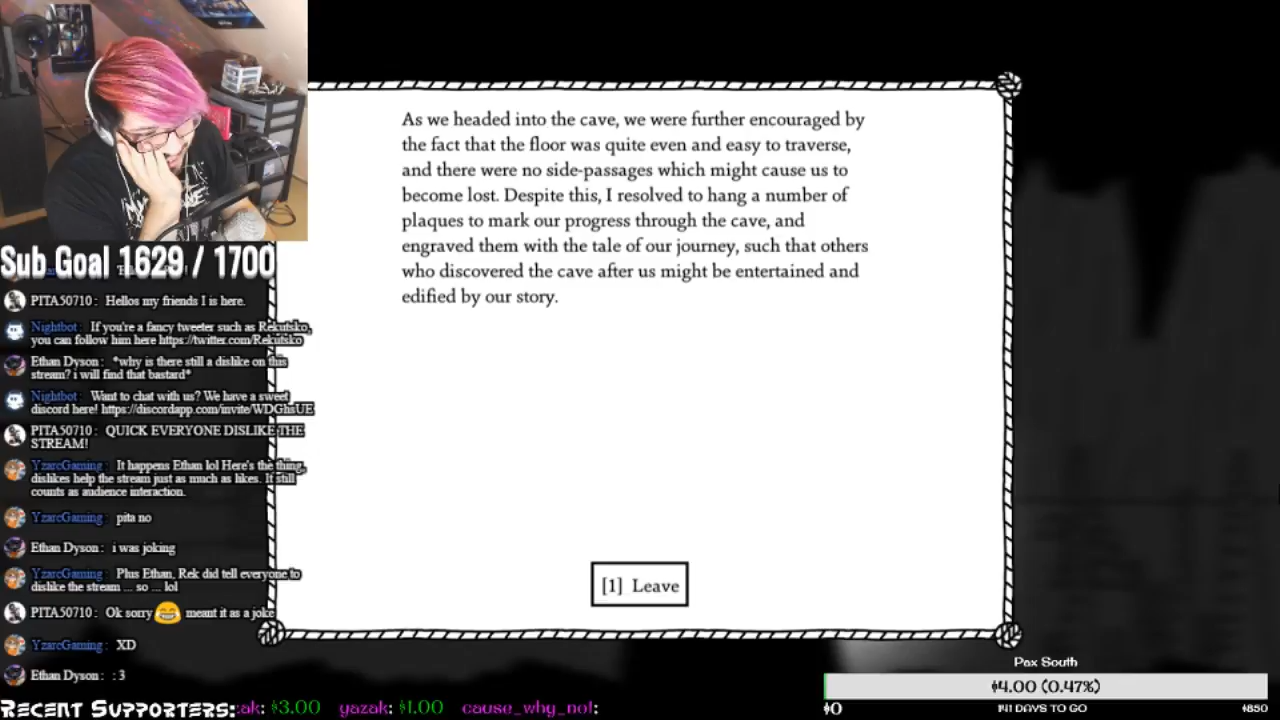 As we headed into the cave, we were further encouraged by
the fact that the floor was quite even and easy to traverse,
and there were no side-passages which might cause us to
become lost. Despite this, I resolved to hang a number of
plaques to mark our progress through the cave, and
engraved them with the tale of our journey, such that others
who discovered the cave after us might be entertained and
edified by our story.
[1] Leave
Sub Goal 1629 / 1700
PITA50710: Hellos my friends I is here.
Nightbot: If you're a fancy tweeter such as Rekutsko,
you can follow him here https://twitter.com/Rekutsko
Ethan Dyson: *why is there still a dislike on this
stream? i will find that bastard*
Nightbot: Want to chat with us? We have a sweet
discord here! https://discordapp.com/invite/WDGhsUE
PITA50710: QUICK EVERYONE DISLIKE THE
STREAM!
YzarcGaming: It happens Ethan lol Here's the thing,
dislikes help the stream just as much as likes. It still
counts as audience interaction.
YzarcGaming: pita no
Ethan Dyson: i was joking
YzarcGaming: Plus Ethan, Rek did tell everyone to
dislike the stream ... so ... lol
PITA50710: Ok sorry 😂 meant it as a joke
YzarcGaming: XD
Ethan Dyson: :3
Recent Supporters: zak: $3.00 yazak: $1.00 cause_why_not:
Pax South
$4.00 (0.47%)
$0 141 DAYS TO GO $850